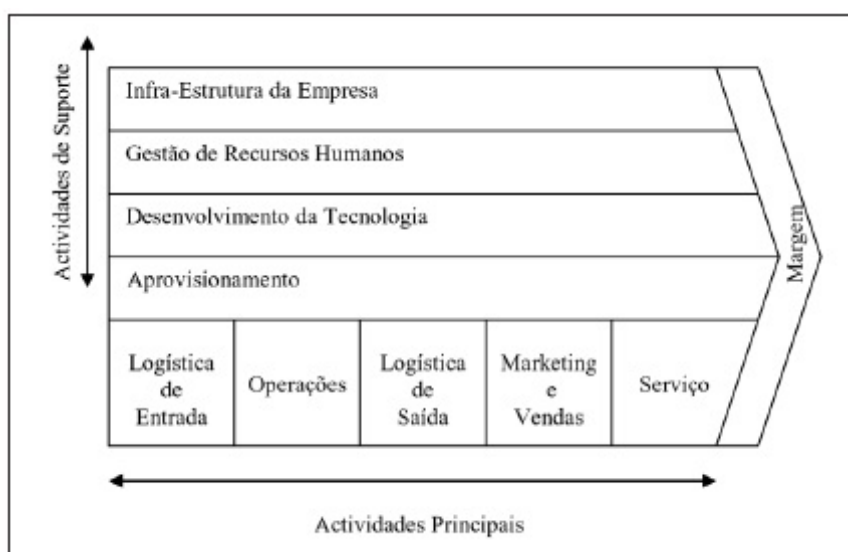 Actividades de Suporte
Infra-Estrutura da Empresa
Gestão de Recursos Humanos
Desenvolvimento da Tecnologia
Aprovisionamento
Margem
Logística
de
Entrada
Operações
Logística
de
Saída
Marketing
e
Vendas
Serviço
Actividades Principais